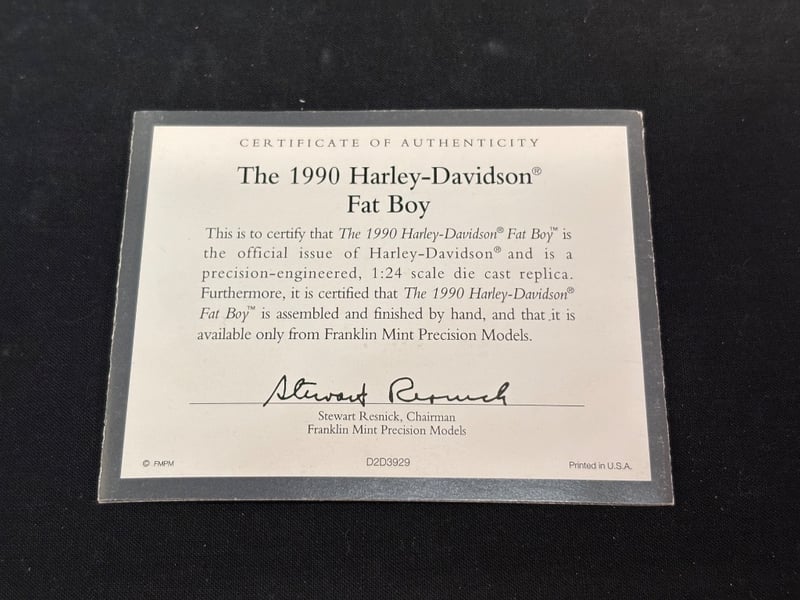 CERTIFICATE OF AUTHENTICITY
The 1990 Harley-Davidson®
Fat Boy
This is to certify that The 1990 Harley-Davidson® Fat Boy™ is
the official issue of Harley-Davidson® and is a
precision-engineered, 1:24 scale die cast replica.
Furthermore, it is certified that The 1990 Harley-Davidson®
Fat Boy™ is assembled and finished by hand, and that it is
available only from Franklin Mint Precision Models.
Stewart Resnick
Stewart Resnick, Chairman
Franklin Mint Precision Models
© FMPM D2D3929 Printed in U.S.A.